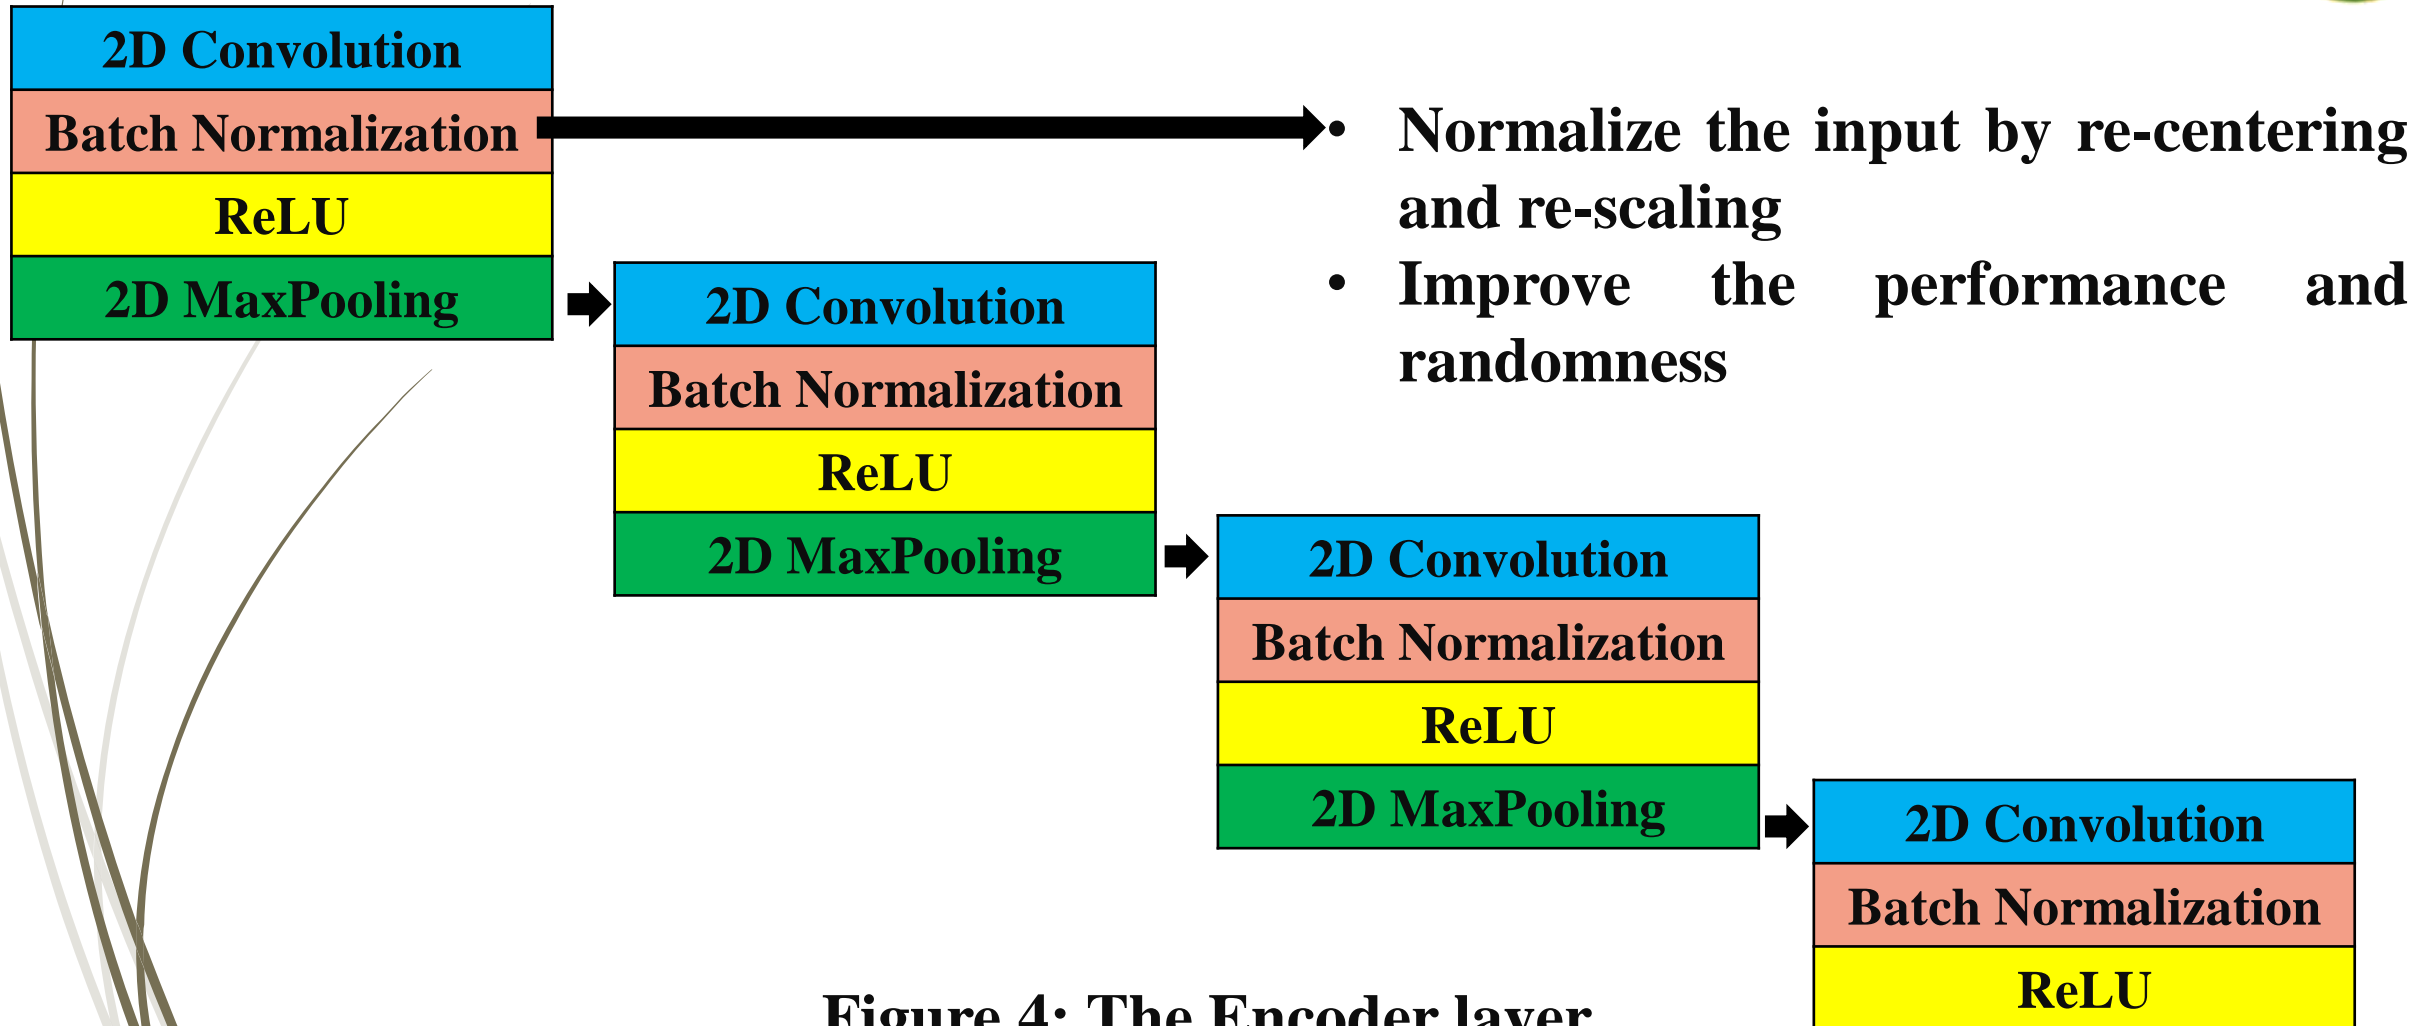 2D Convolution
Batch Normalization
ReLU
2D MaxPooling
• Normalize the input by re-centering
and re-scaling
• Improve the performance and
randomness
2D Convolution
Batch Normalization
ReLU
2D MaxPooling
2D Convolution
Batch Normalization
ReLU
2D MaxPooling
2D Convolution
Batch Normalization
ReLU
Figure 4: The Encoder layer